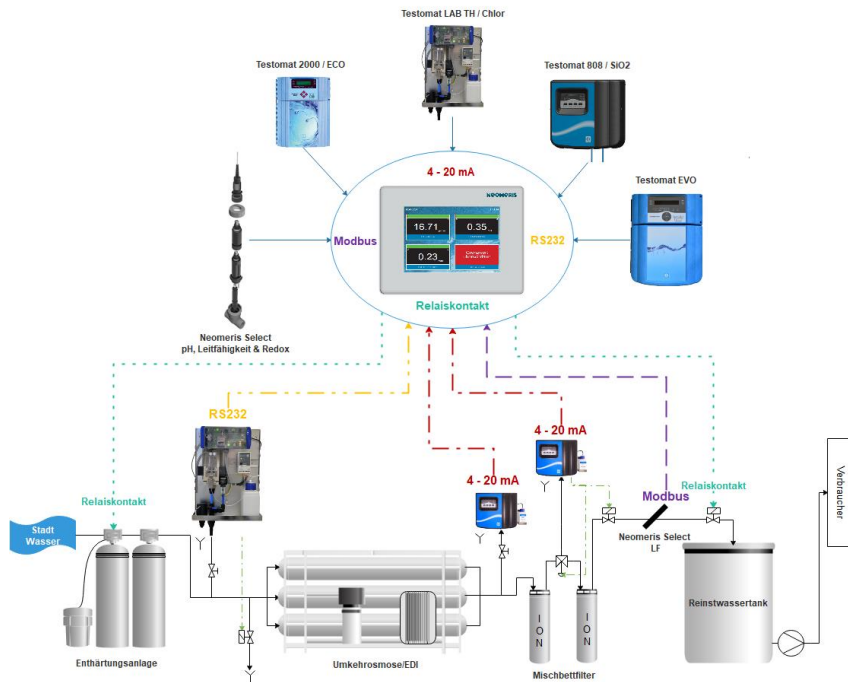 Testomat LAB TH / Chlor
Testomat 2000 / ECO
Testomat 808 / SiO2
4 - 20 mA
NEOMERIS
Testomat EVO
16.71
0.35
Modbus
RS232
0.23
Relaiskontakt
Neomeris Select
pH, Leitfähigkeit & Redox
RS232
4 - 20 mA
4 - 20 mA
Verbraucher
Relaiskontakt
Modbus
Relaiskontakt
Stadt
Wasser
Neomeris Select
LF
Reinstwassertank
ION
ION
Enthärtungsanlage
Umkehrosmose/EDI
Mischbettfilter